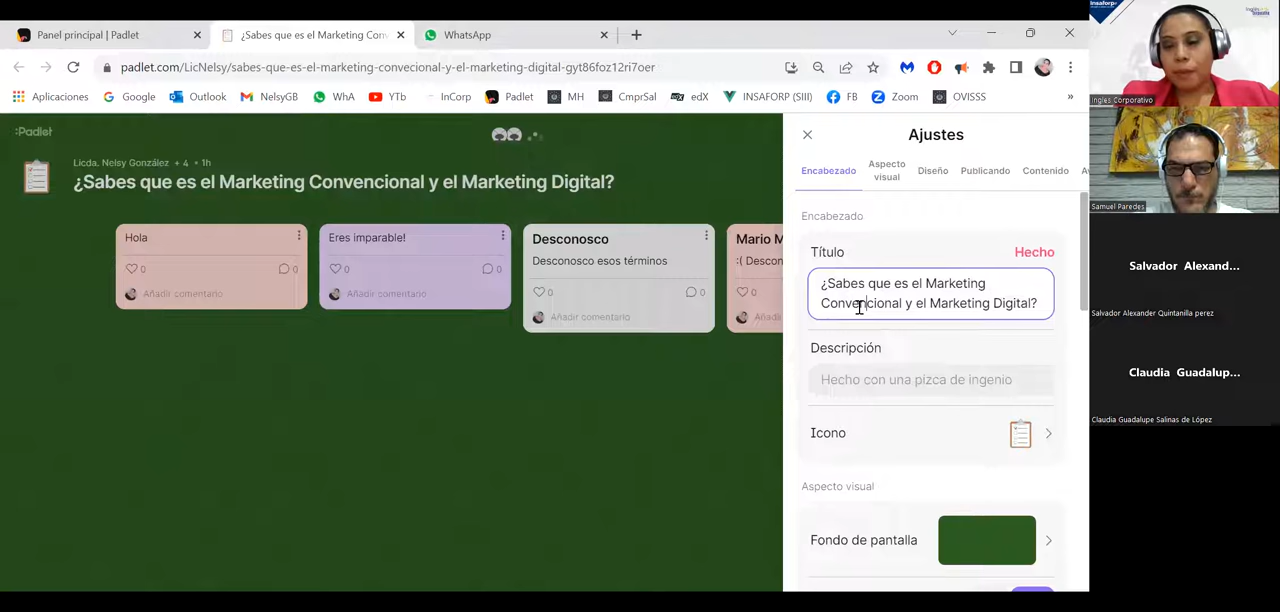 Panel principal | Padlet
¿Sabes que es el Marketing Con
WhatsApp
padlet.com/LicNelsy/sabes-que-es-el-marketing-convecional-y-el-marketing-digital-gyt86foz12ri7oer
Aplicaciones
Google
Outlook
NelsyGB
WhA
YTb
InCorp
Padlet
MH
CmprSal
edX
INSAFORP (SIII)
FB
Zoom
OVISSS
»
:Padlet
Licda. Nelsy González + 4 • 1h
¿Sabes que es el Marketing Convencional y el Marketing Digital?
Hola
0
0
Añadir comentario
Eres imparable!
0
0
Añadir comentario
Desconosco
Desconosco esos términos
0
0
Añadir comentario
Mario M
:( Descon
0
Añadir
Ajustes
Encabezado
Aspecto
visual
Diseño
Publicando
Contenido
Encabezado
Título
Hecho
¿Sabes que es el Marketing
Convencional y el Marketing Digital?
Descripción
Hecho con una pizca de ingenio
Icono
Aspecto visual
Fondo de pantalla
Insaforp
Ingles Corporativo
Samuel Paredes
Salvador Alexand...
Salvador Alexander Quintanilla perez
Claudia Guadalup...
Claudia Guadalupe Salinas de López